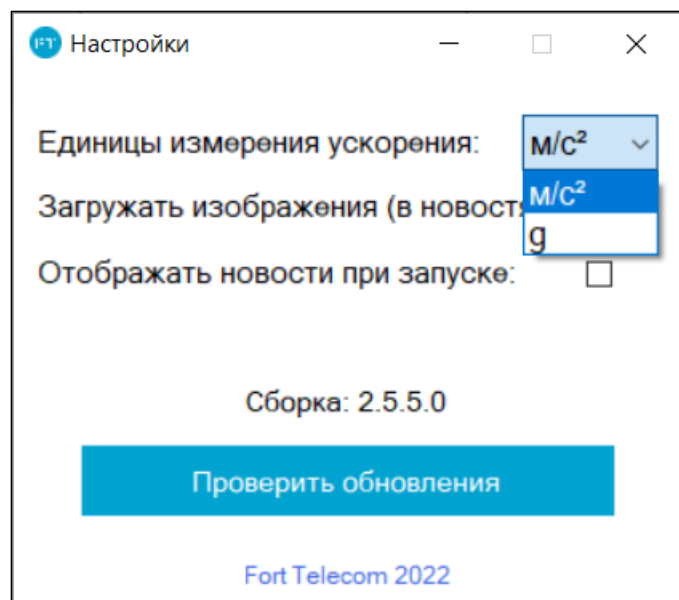 FT Настройки
Единицы измерения ускорения: м/с²
м/с²
Загружать изображения (в новостя
g
Отображать новости при запуске:
Сборка: 2.5.5.0
Проверить обновления
Fort Telecom 2022